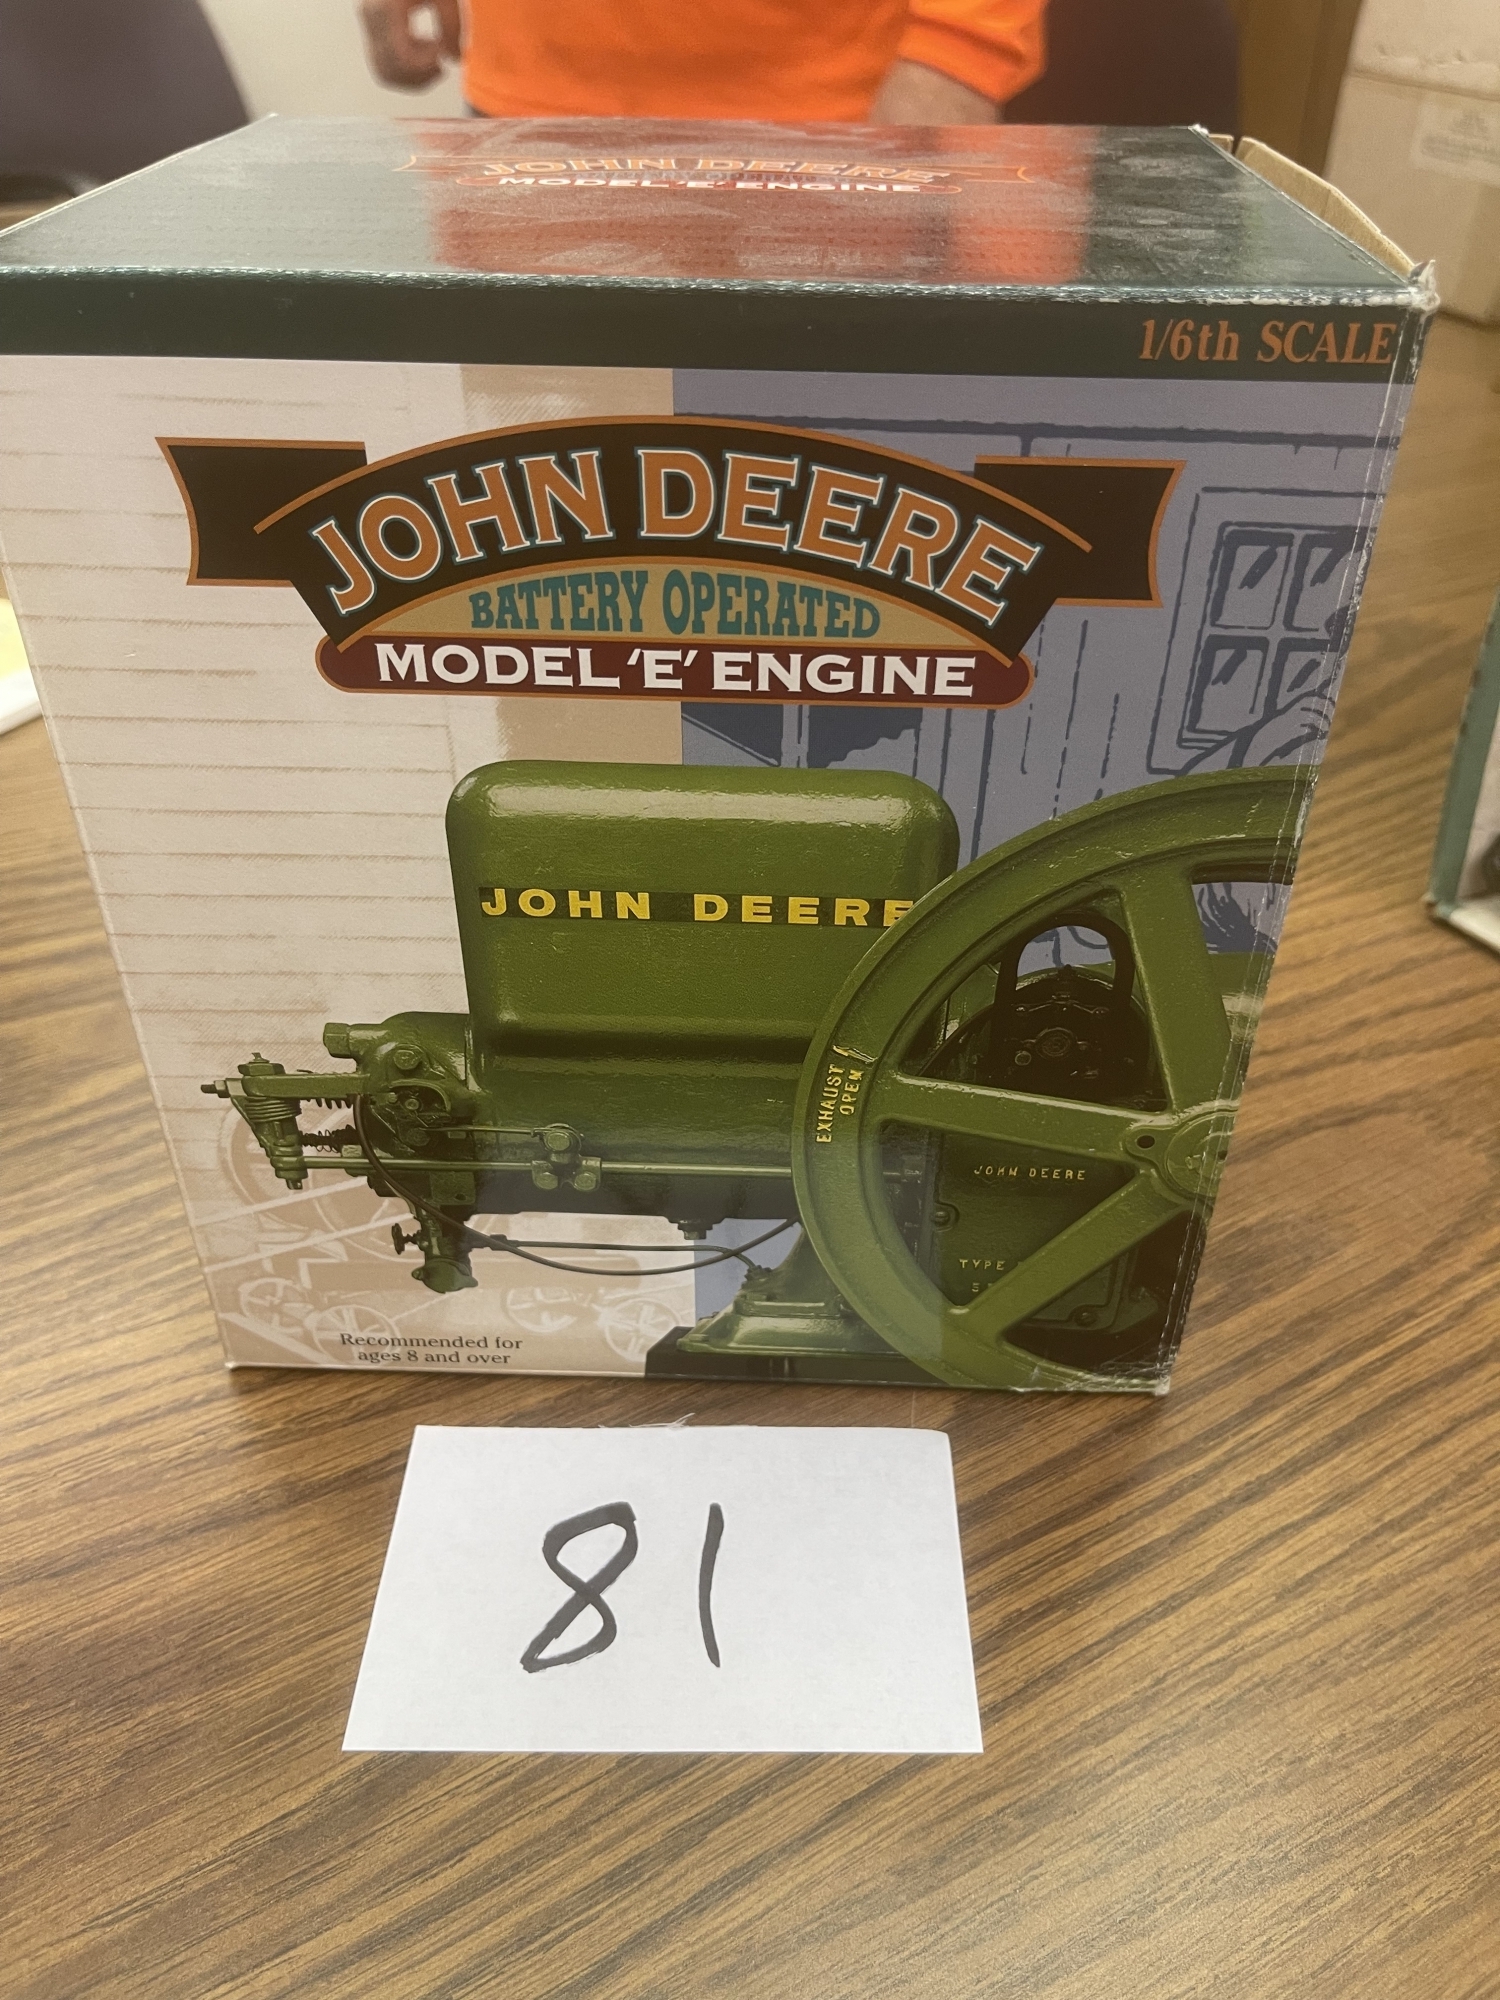 JOHN DEERE
MODEL 'E' ENGINE
1/6th SCALE
JOHN DEERE
BATTERY OPERATED
MODEL 'E' ENGINE
JOHN DEERE
EXHAUST
OPEN
JOHN DEERE
TYPE
Recommended for
ages 8 and over
81